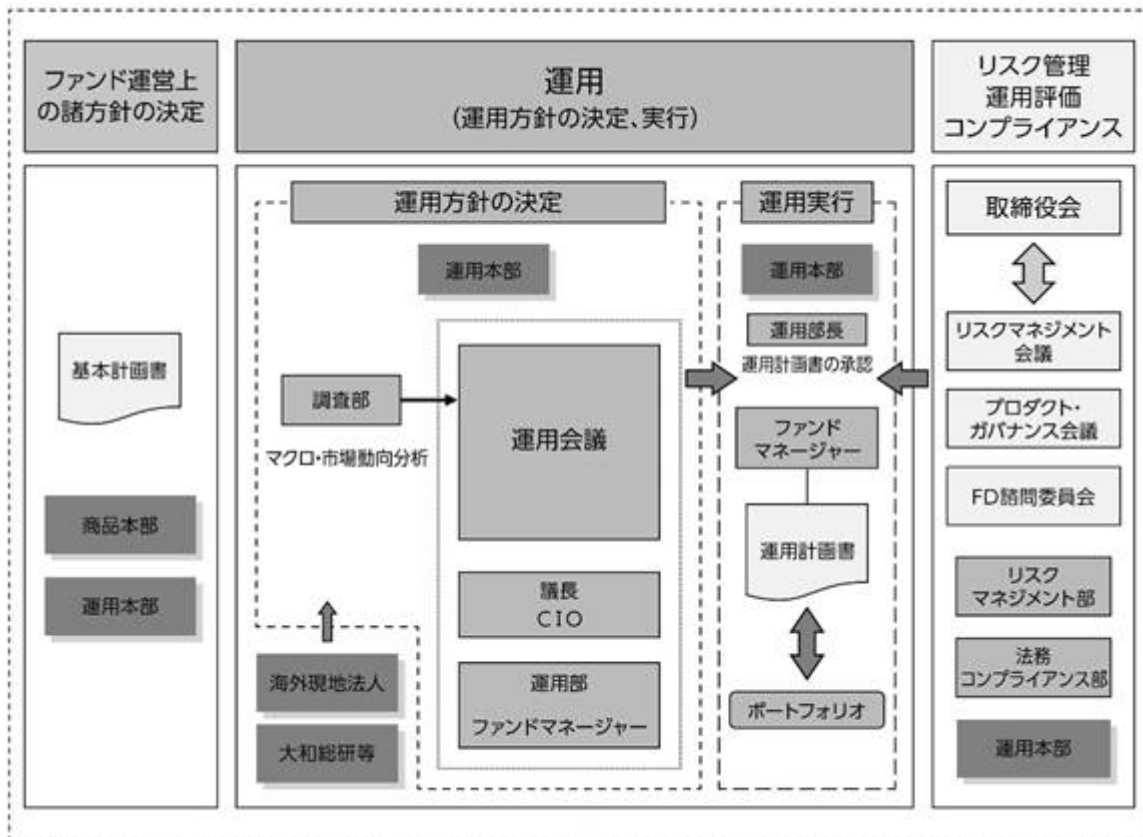 ファンド運営上
の諸方針の決定
基本計画書
商品本部
運用本部
運用
(運用方針の決定、実行)
運用方針の決定
運用本部
調査部
マクロ・市場動向分析
運用会議
議長
CIO
運用部
ファンドマネージャー
海外現地法人
大和総研等
運用実行
運用本部
運用部長
運用計画書の承認
ファンド
マネージャー
運用計画書
ポートフォリオ
リスク管理
運用評価
コンプライアンス
取締役会
リスクマネジメント
会議
プロダクト・
ガバナンス会議
FD諮問委員会
リスク
マネジメント部
法務
コンプライアンス部
運用本部